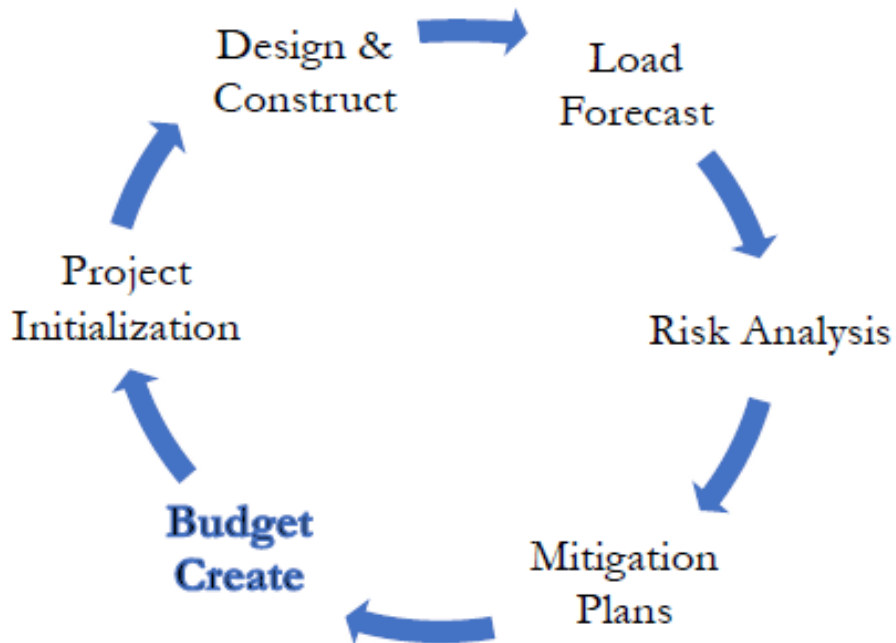 Design &
Construct
Load
Forecast
Risk Analysis
Mitigation
Plans
Budget
Create
Project
Initialization